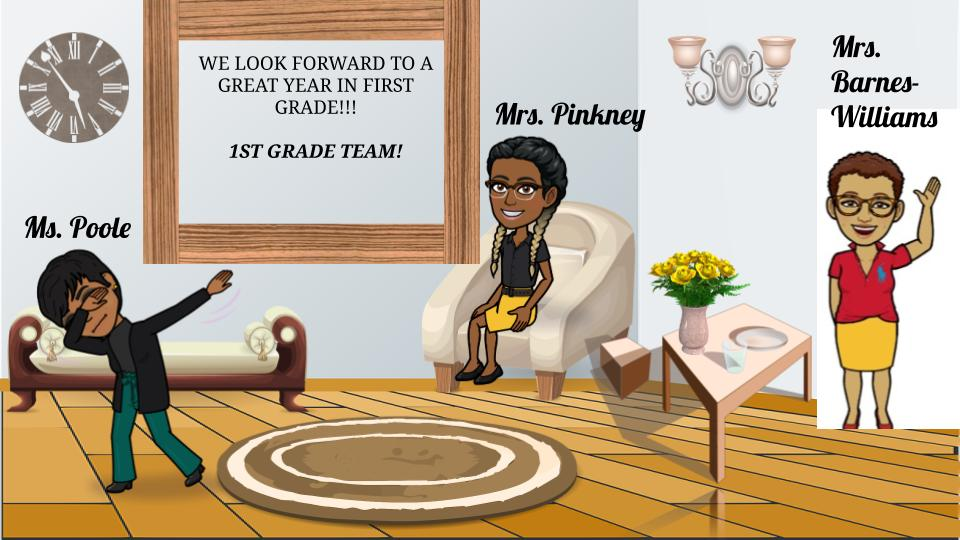 WE LOOK FORWARD TO A
GREAT YEAR IN FIRST
GRADE!!!
1ST GRADE TEAM!
Ms. Poole
Mrs. Pinkney
Mrs.
Barnes-
Williams